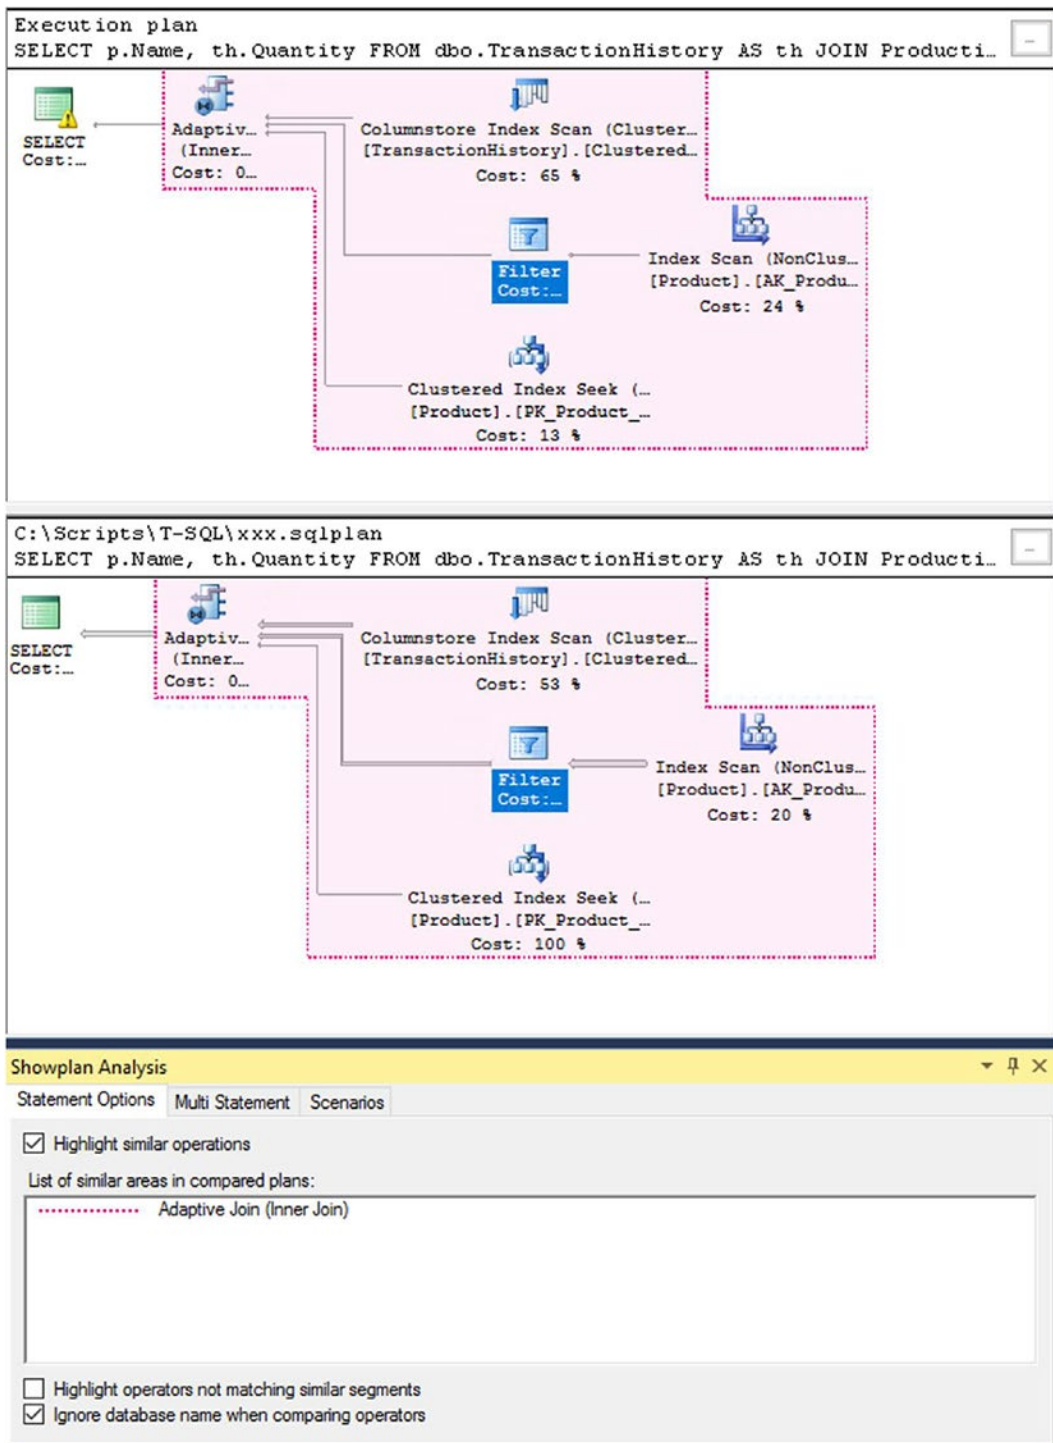 Execution plan
SELECT p.Name, th.Quantity FROM dbo.TransactionHistory AS th JOIN Producti…
...
SELECT
Cost:…
Adaptiv…
(Inner…
Cost: 0…
Columnstore Index Scan (Cluster…
[TransactionHistory].[Clustered…
Cost: 65 %
Filter
Cost:…
Index Scan (NonClus…
[Product].[AK_Produ…
Cost: 24 %
Clustered Index Seek (…
[Product].[PK_Product_…
Cost: 13 %
C:\Scripts\T-SQL\xxx.sqlplan
SELECT p.Name, th.Quantity FROM dbo.TransactionHistory AS th JOIN Producti…
...
SELECT
Cost:…
Adaptiv…
(Inner…
Cost: 0…
Columnstore Index Scan (Cluster…
[TransactionHistory].[Clustered…
Cost: 53 %
Filter
Cost:…
Index Scan (NonClus…
[Product].[AK_Produ…
Cost: 20 %
Clustered Index Seek (…
[Product].[PK_Product_…
Cost: 100 %
Showplan Analysis
Statement Options Multi Statement Scenarios
Highlight similar operations
List of similar areas in compared plans:
Adaptive Join (Inner Join)
Highlight operators not matching similar segments
Ignore database name when comparing operators